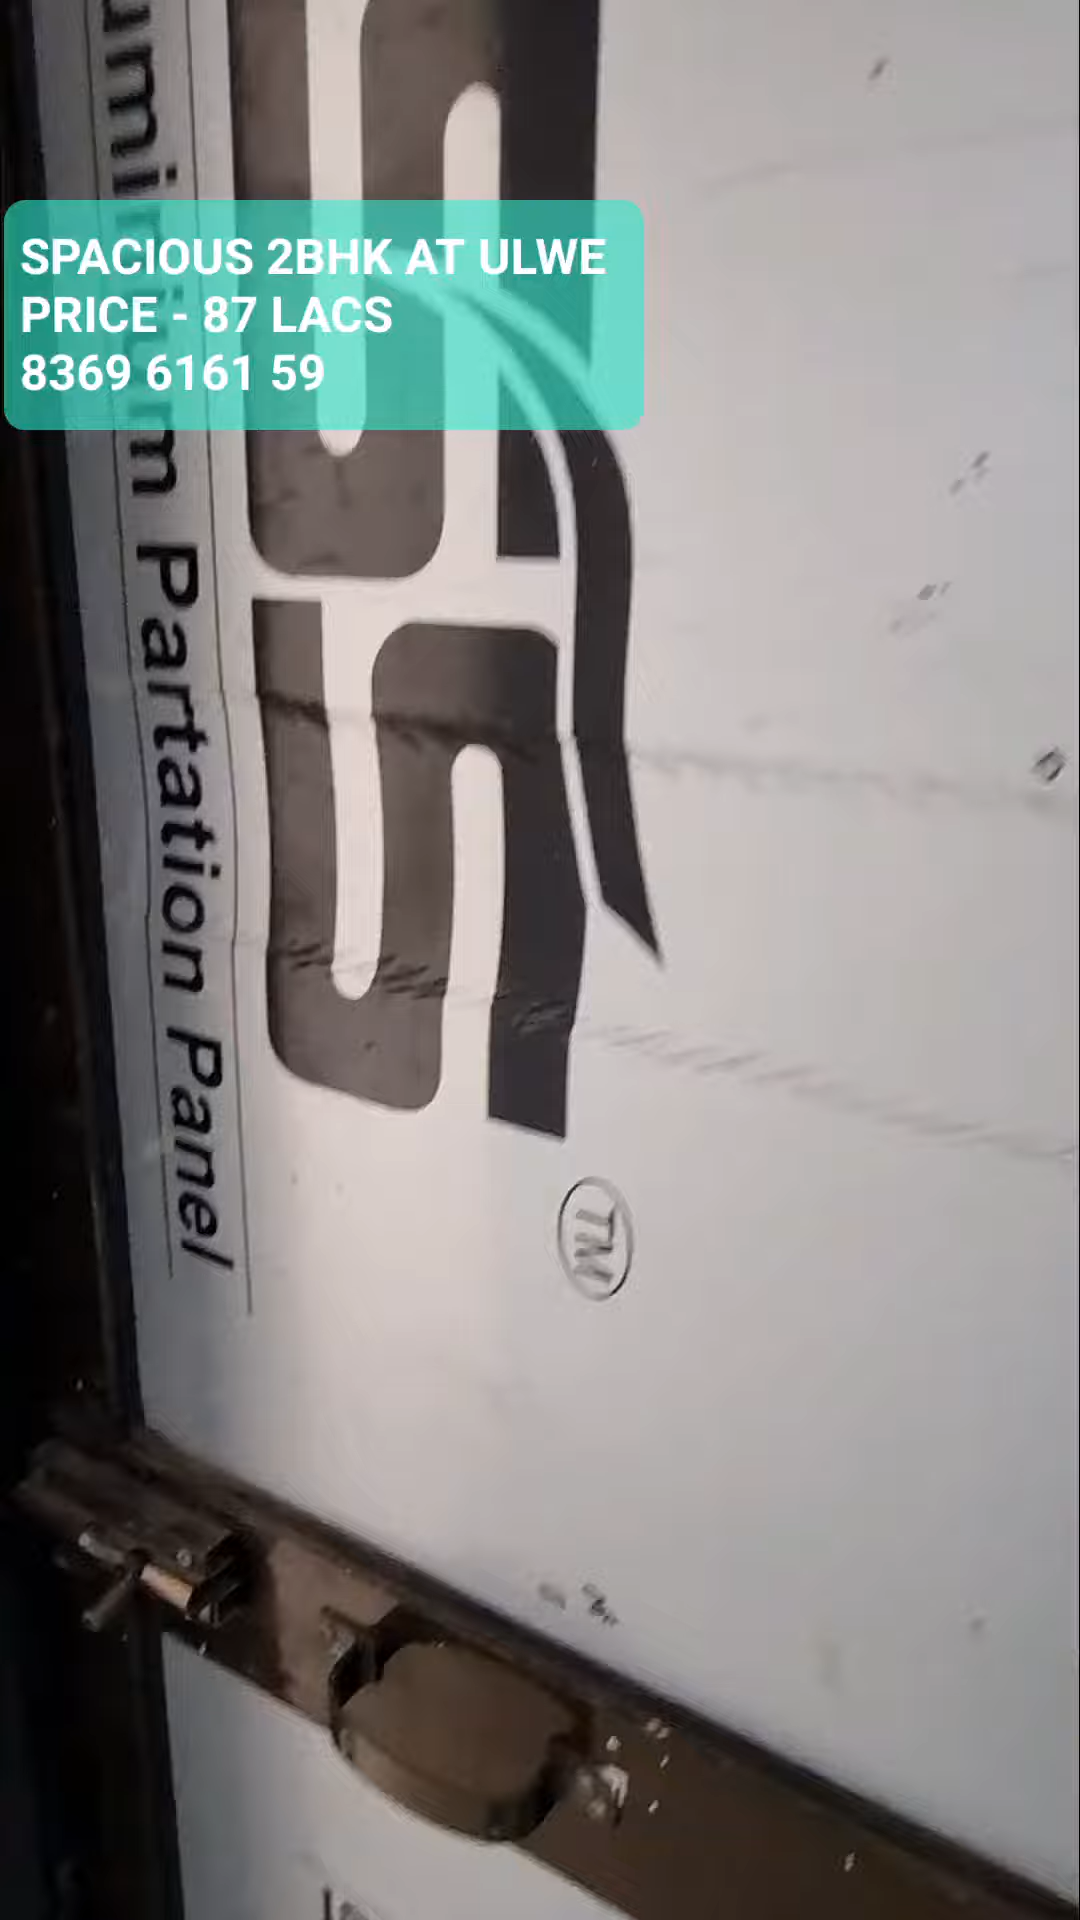 SPACIOUS 2BHK AT ULWE
PRICE - 87 LACS
8369 6161 59
Partation Panel
TM